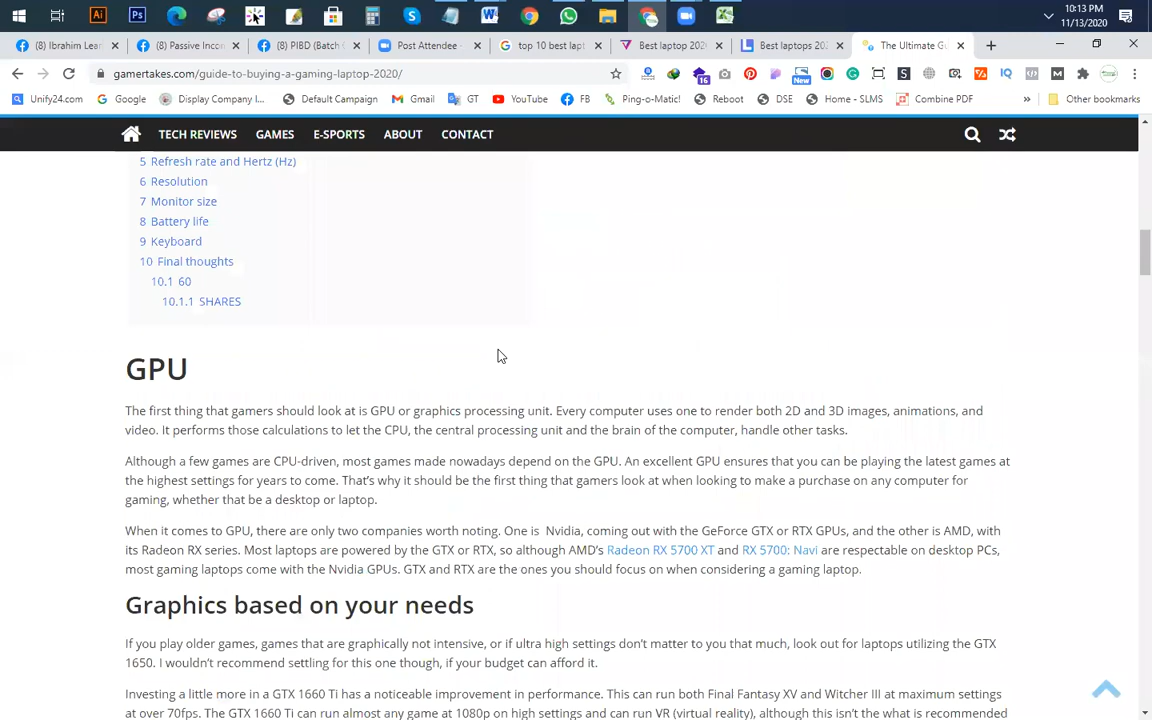 10:13 PM
11/13/2020
(8) Ibrahim Lear
(8) Passive Incon
(8) PIBD (Batch C
Post Attendee -
top 10 best lapt
Best laptop 202
Best laptops 202
The Ultimate Gu
gamertakes.com/guide-to-buying-a-gaming-laptop-2020/
16
New
Unify24.com
Google
Display Company I...
Default Campaign
Gmail
GT
YouTube
FB
Ping-o-Matic!
Reboot
DSE
Home - SLMS
Combine PDF
»
Other bookmarks
TECH REVIEWS GAMES E-SPORTS ABOUT CONTACT
5 Refresh rate and Hertz (Hz)
6 Resolution
7 Monitor size
8 Battery life
9 Keyboard
10 Final thoughts
10.1 60
10.1.1 SHARES
GPU
The first thing that gamers should look at is GPU or graphics processing unit. Every computer uses one to render both 2D and 3D images, animations, and
video. It performs those calculations to let the CPU, the central processing unit and the brain of the computer, handle other tasks.
Although a few games are CPU-driven, most games made nowadays depend on the GPU. An excellent GPU ensures that you can be playing the latest games at
the highest settings for years to come. That's why it should be the first thing that gamers look at when looking to make a purchase on any computer for
gaming, whether that be a desktop or laptop.
When it comes to GPU, there are only two companies worth noting. One is Nvidia, coming out with the GeForce GTX or RTX GPUs, and the other is AMD, with
its Radeon RX series. Most laptops are powered by the GTX or RTX, so although AMD's Radeon RX 5700 XT and RX 5700: Navi are respectable on desktop PCs,
most gaming laptops come with the Nvidia GPUs. GTX and RTX are the ones you should focus on when considering a gaming laptop.
Graphics based on your needs
If you play older games, games that are graphically not intensive, or if ultra high settings don't matter to you that much, look out for laptops utilizing the GTX
1650. I wouldn't recommend settling for this one though, if your budget can afford it.
Investing a little more in a GTX 1660 Ti has a noticeable improvement in performance. This can run both Final Fantasy XV and Witcher III at maximum settings
at over 70fps. The GTX 1660 Ti can run almost any game at 1080p on high settings and can run VR (virtual reality), although this isn't the what is recommended